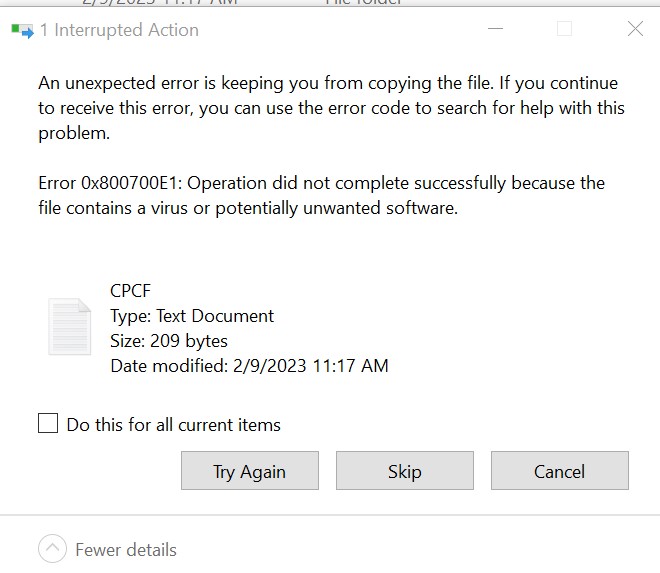 2/9/2023 11:17 AM File folder
1 Interrupted Action
An unexpected error is keeping you from copying the file. If you continue
to receive this error, you can use the error code to search for help with this
problem.
Error 0x800700E1: Operation did not complete successfully because the
file contains a virus or potentially unwanted software.
CPCF
Type: Text Document
Size: 209 bytes
Date modified: 2/9/2023 11:17 AM
Do this for all current items
Try Again Skip Cancel
Fewer details